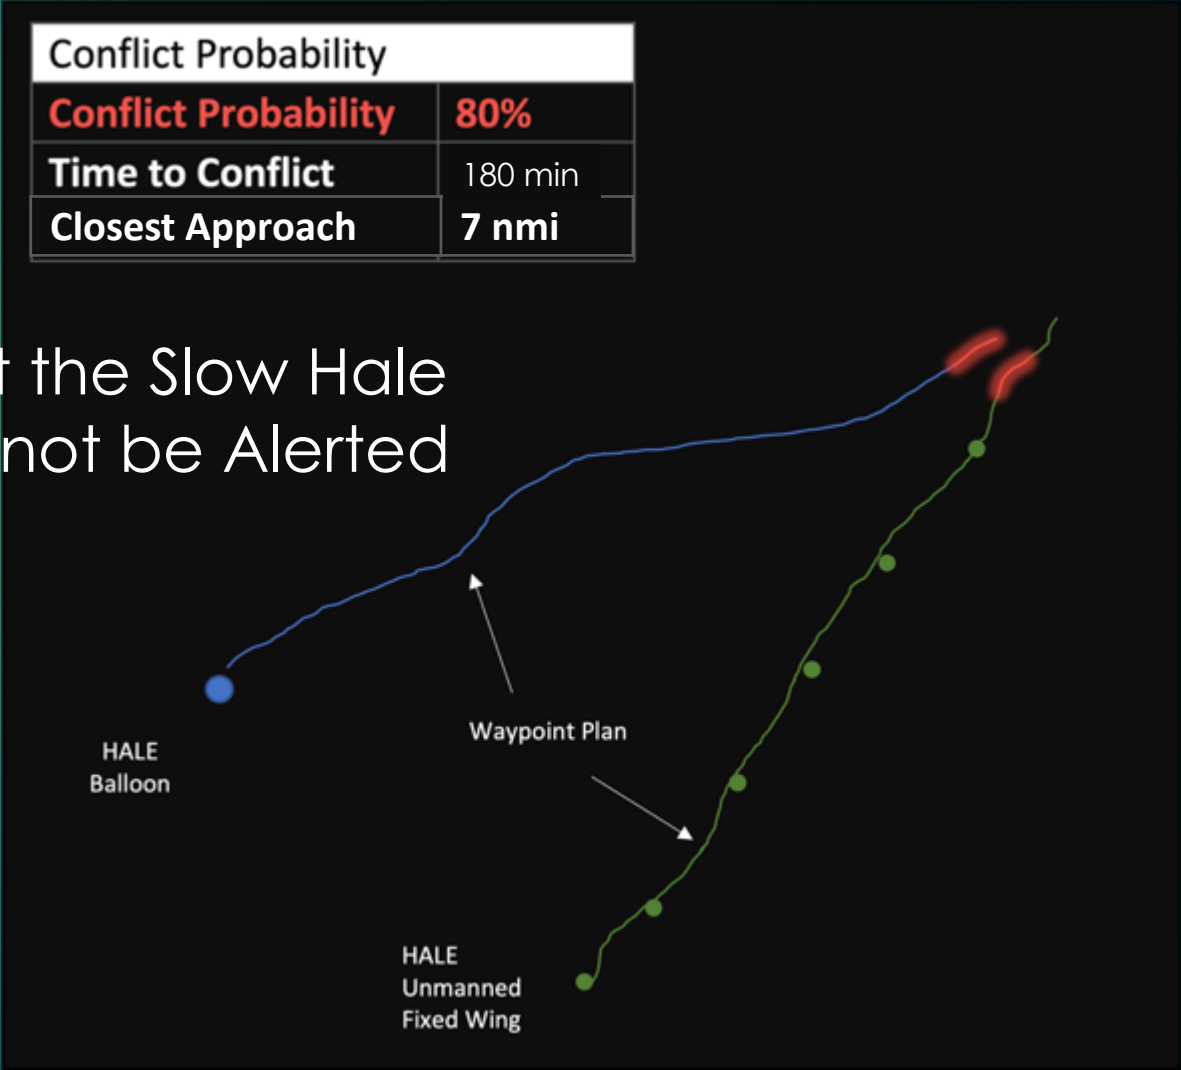 Conflict Probability
Conflict Probability 80%
Time to Conflict 180 min
Closest Approach 7 nmi
t the Slow Hale
not be Alerted
Waypoint Plan
HALE
Balloon
HALE
Unmanned
Fixed Wing